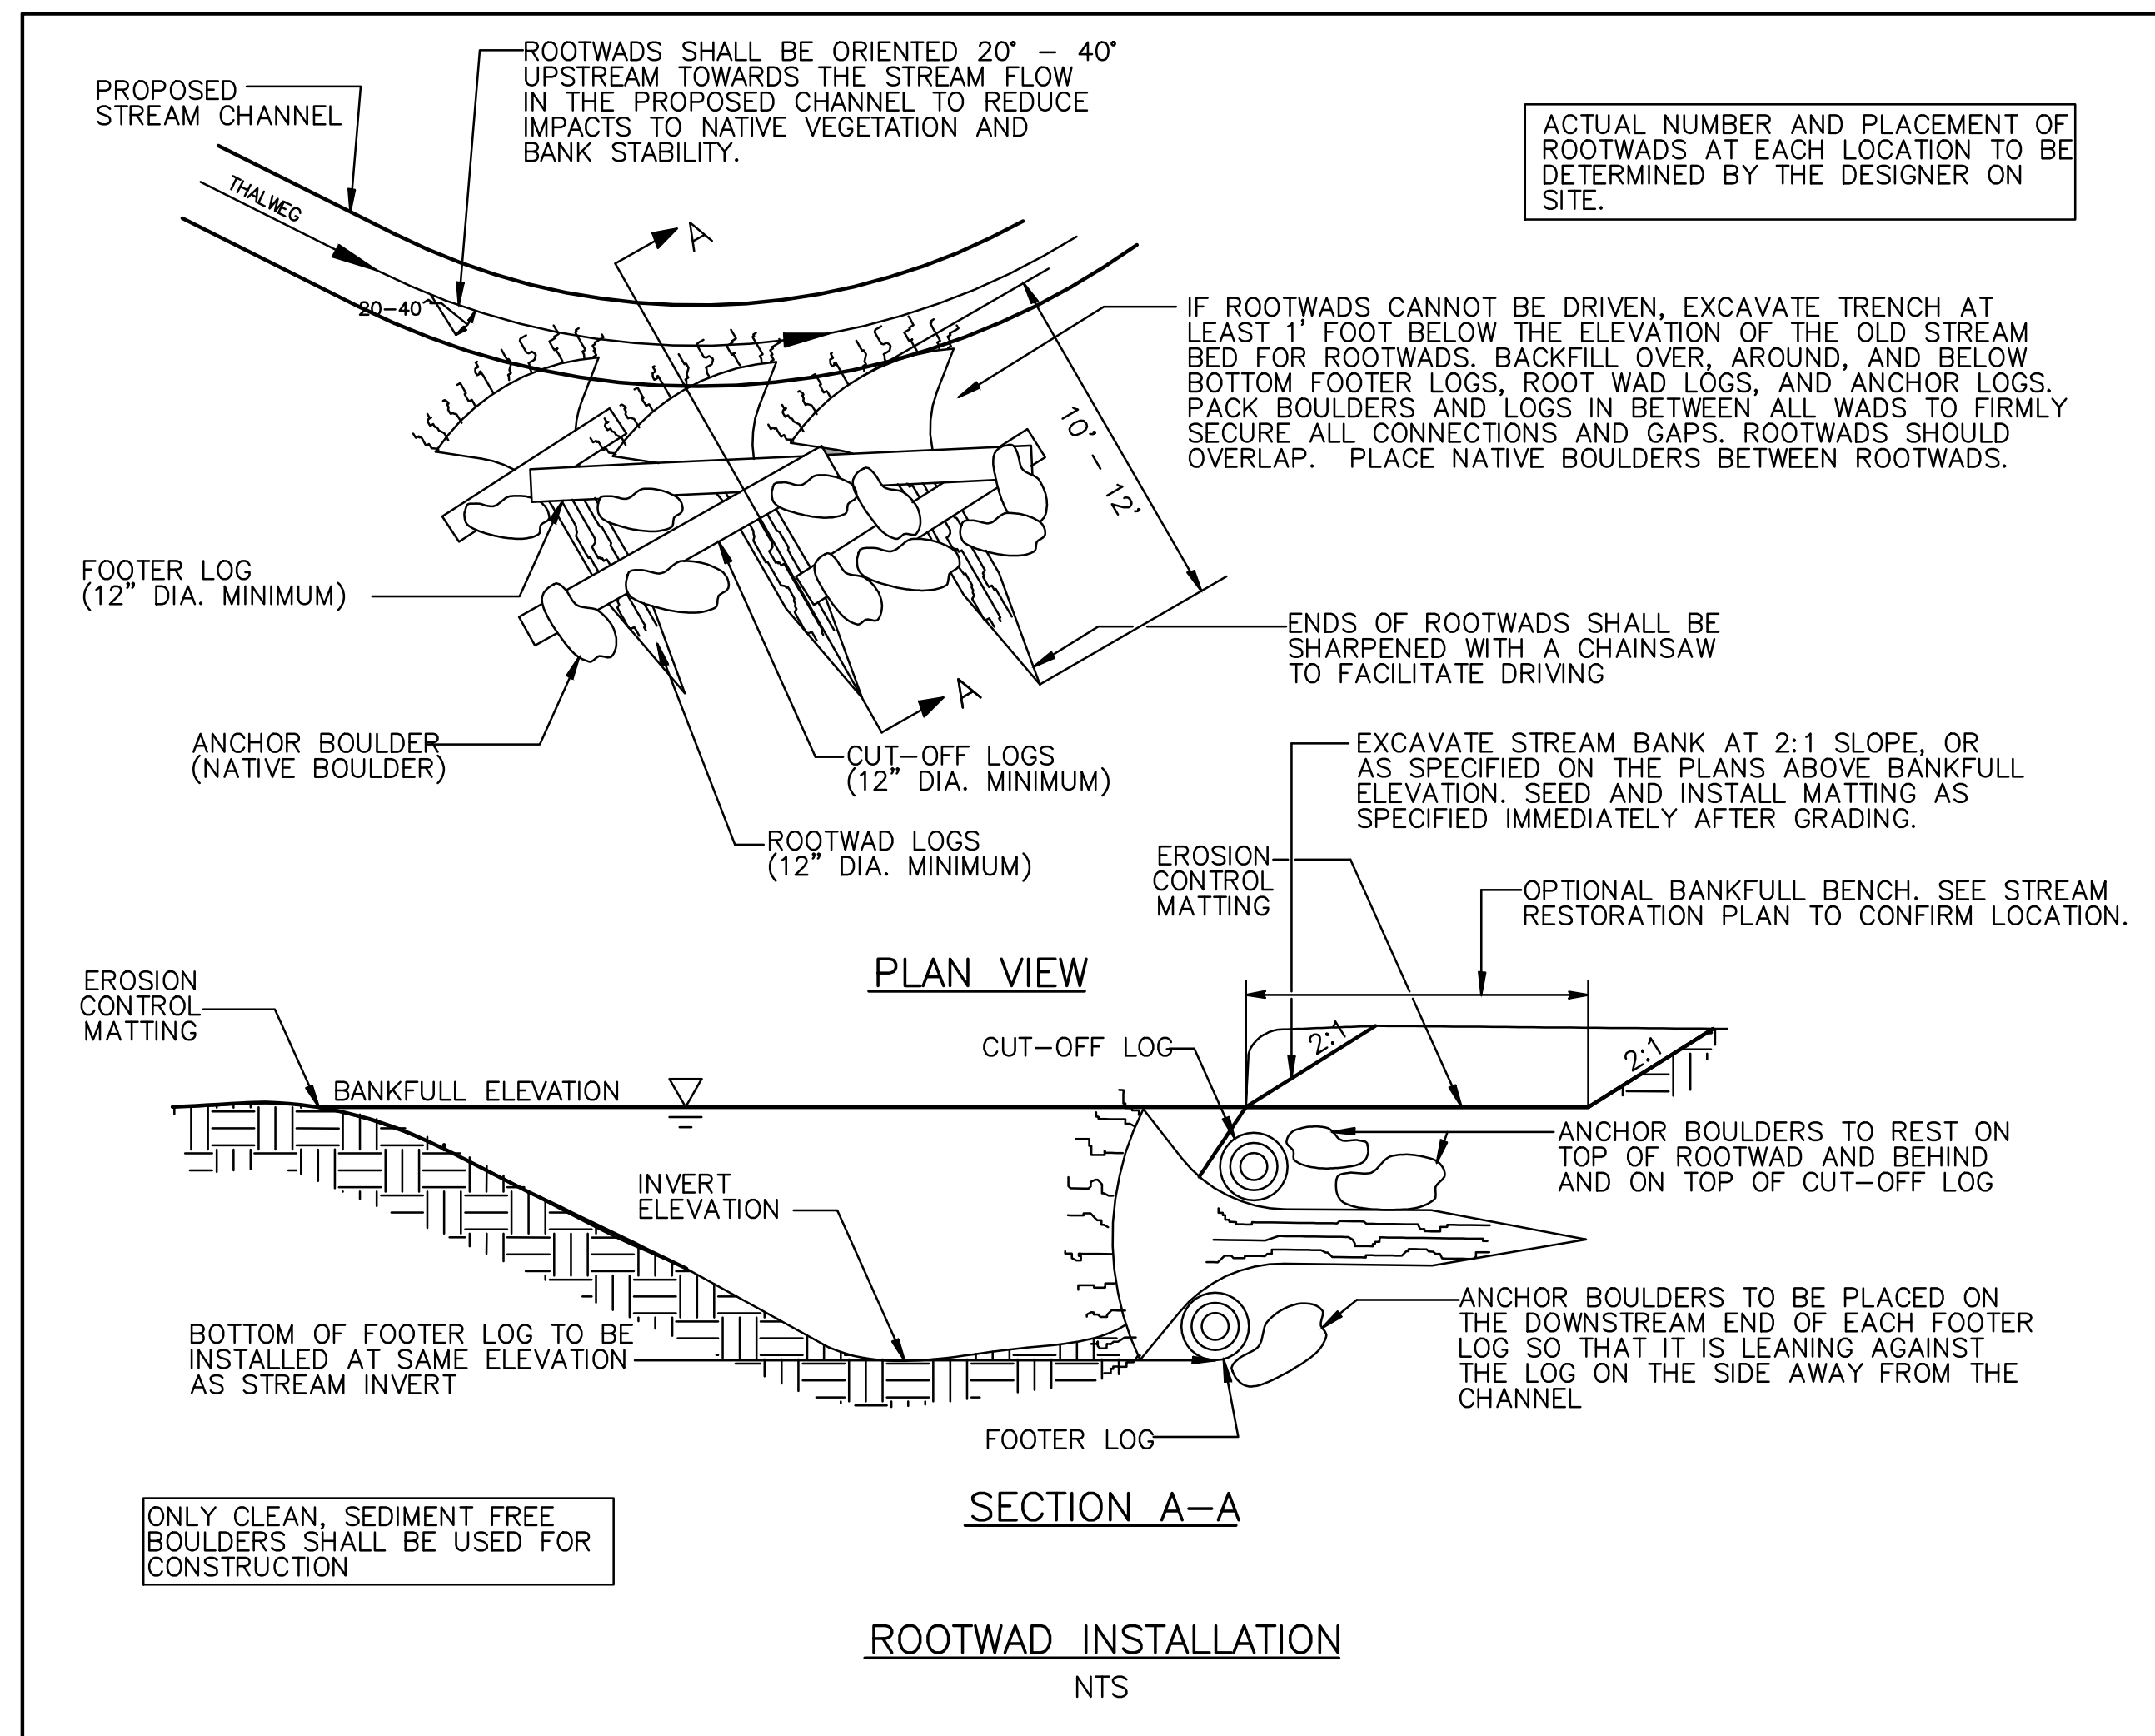 ROOTWADS SHALL BE ORIENTED 20° – 40°
UPSTREAM TOWARDS THE STREAM FLOW
IN THE PROPOSED CHANNEL TO REDUCE
IMPACTS TO NATIVE VEGETATION AND
BANK STABILITY.
PROPOSED
STREAM CHANNEL
ACTUAL NUMBER AND PLACEMENT OF
ROOTWADS AT EACH LOCATION TO BE
DETERMINED BY THE DESIGNER ON
SITE.
THALWEG
A
20–40°
IF ROOTWADS CANNOT BE DRIVEN, EXCAVATE TRENCH AT
LEAST 1' FOOT BELOW THE ELEVATION OF THE OLD STREAM
BED FOR ROOTWADS. BACKFILL OVER, AROUND, AND BELOW
BOTTOM FOOTER LOGS, ROOT WAD LOGS, AND ANCHOR LOGS.
PACK BOULDERS AND LOGS IN BETWEEN ALL WADS TO FIRMLY
SECURE ALL CONNECTIONS AND GAPS. ROOTWADS SHOULD
OVERLAP. PLACE NATIVE BOULDERS BETWEEN ROOTWADS.
10' – 12'
FOOTER LOG
(12" DIA. MINIMUM)
ENDS OF ROOTWADS SHALL BE
SHARPENED WITH A CHAINSAW
TO FACILITATE DRIVING
A
ANCHOR BOULDER
(NATIVE BOULDER)
CUT–OFF LOGS
(12" DIA. MINIMUM)
ROOTWAD LOGS
(12" DIA. MINIMUM)
EXCAVATE STREAM BANK AT 2:1 SLOPE, OR
AS SPECIFIED ON THE PLANS ABOVE BANKFULL
ELEVATION. SEED AND INSTALL MATTING AS
SPECIFIED IMMEDIATELY AFTER GRADING.
EROSION
CONTROL
MATTING
OPTIONAL BANKFULL BENCH. SEE STREAM
RESTORATION PLAN TO CONFIRM LOCATION.
PLAN VIEW
EROSION
CONTROL
MATTING
CUT–OFF LOG
2:1
2:1
BANKFULL ELEVATION
ANCHOR BOULDERS TO REST ON
TOP OF ROOTWAD AND BEHIND
AND ON TOP OF CUT–OFF LOG
INVERT
ELEVATION
BOTTOM OF FOOTER LOG TO BE
INSTALLED AT SAME ELEVATION
AS STREAM INVERT
ANCHOR BOULDERS TO BE PLACED ON
THE DOWNSTREAM END OF EACH FOOTER
LOG SO THAT IT IS LEANING AGAINST
THE LOG ON THE SIDE AWAY FROM THE
CHANNEL
FOOTER LOG
SECTION A–A
ONLY CLEAN, SEDIMENT FREE
BOULDERS SHALL BE USED FOR
CONSTRUCTION
ROOTWAD INSTALLATION
NTS